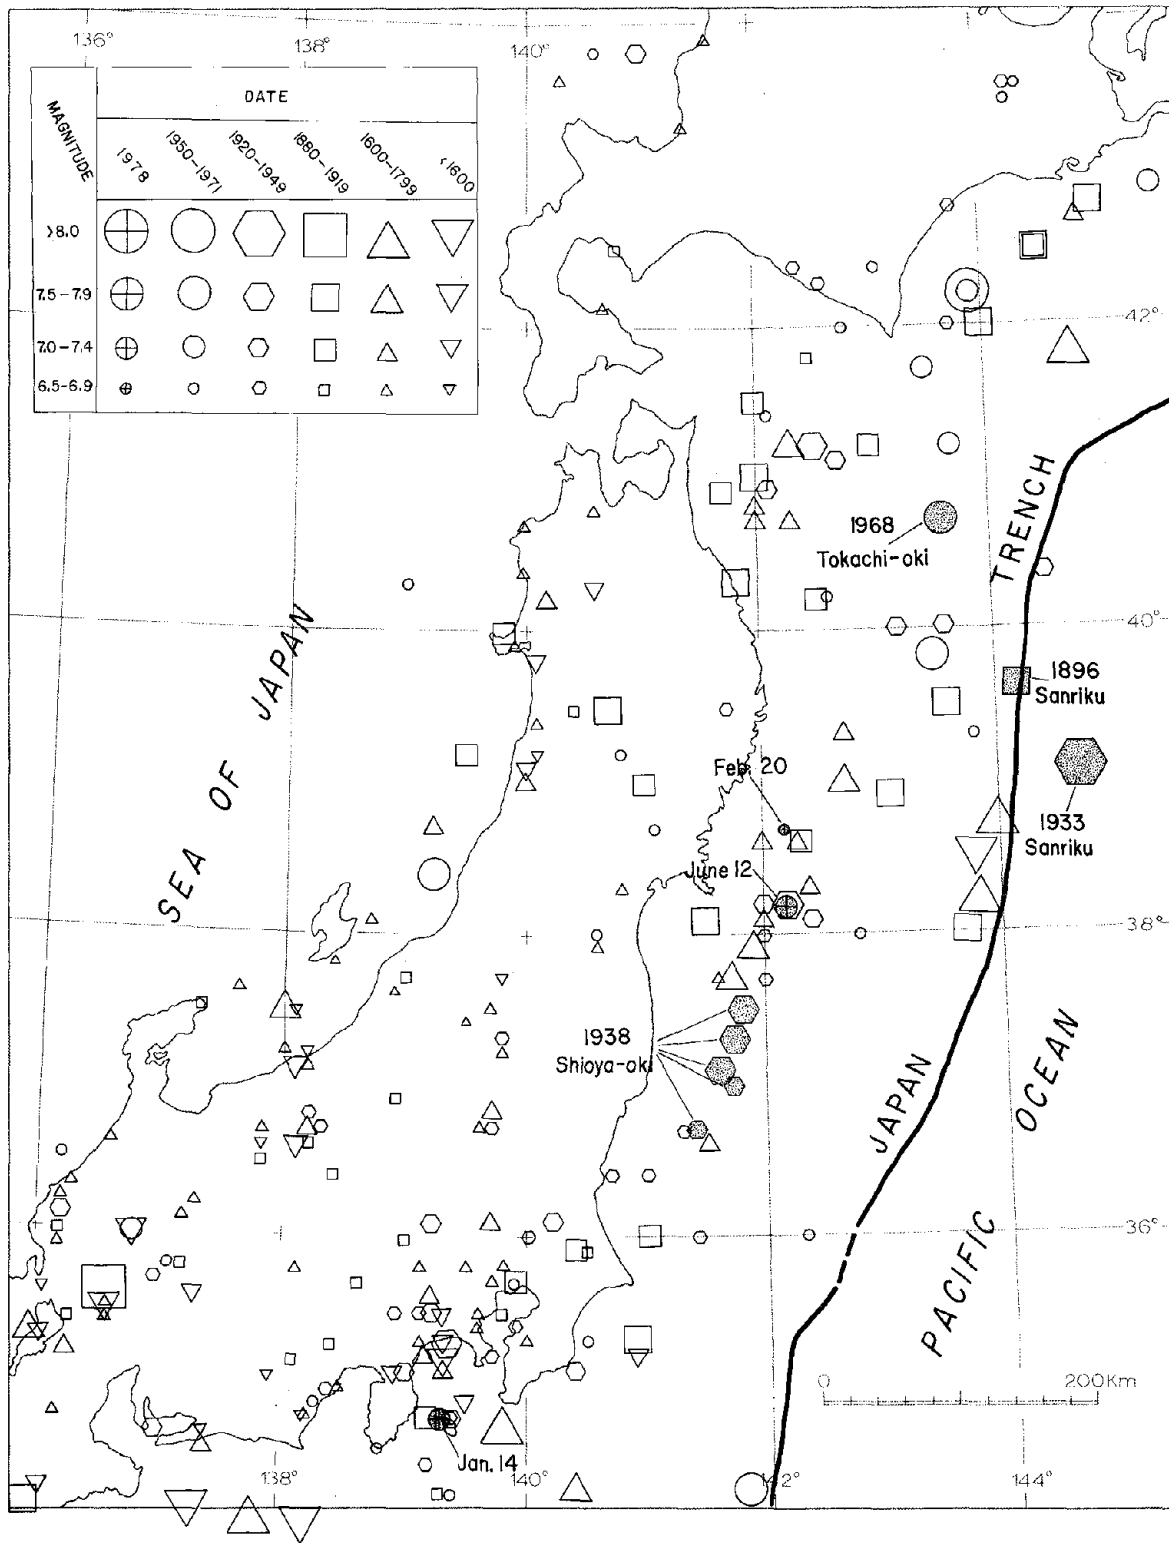 136°
138°
140°
DATE
MAGNITUDE
1978
1950-1971
1920-1949
1880-1919
1600-1799
<1600
>8.0
7.5-7.9
7.0-7.4
6.5-6.9
42°
TRENCH
1968
Tokachi-oki
SEA OF JAPAN
40°
1896
Sanriku
Feb. 20
1933
Sanriku
June 12
38°
1938
Shioya-oki
JAPAN
OCEAN
36°
PACIFIC
0 200Km
Jan. 14
138°
140°
142°
144°